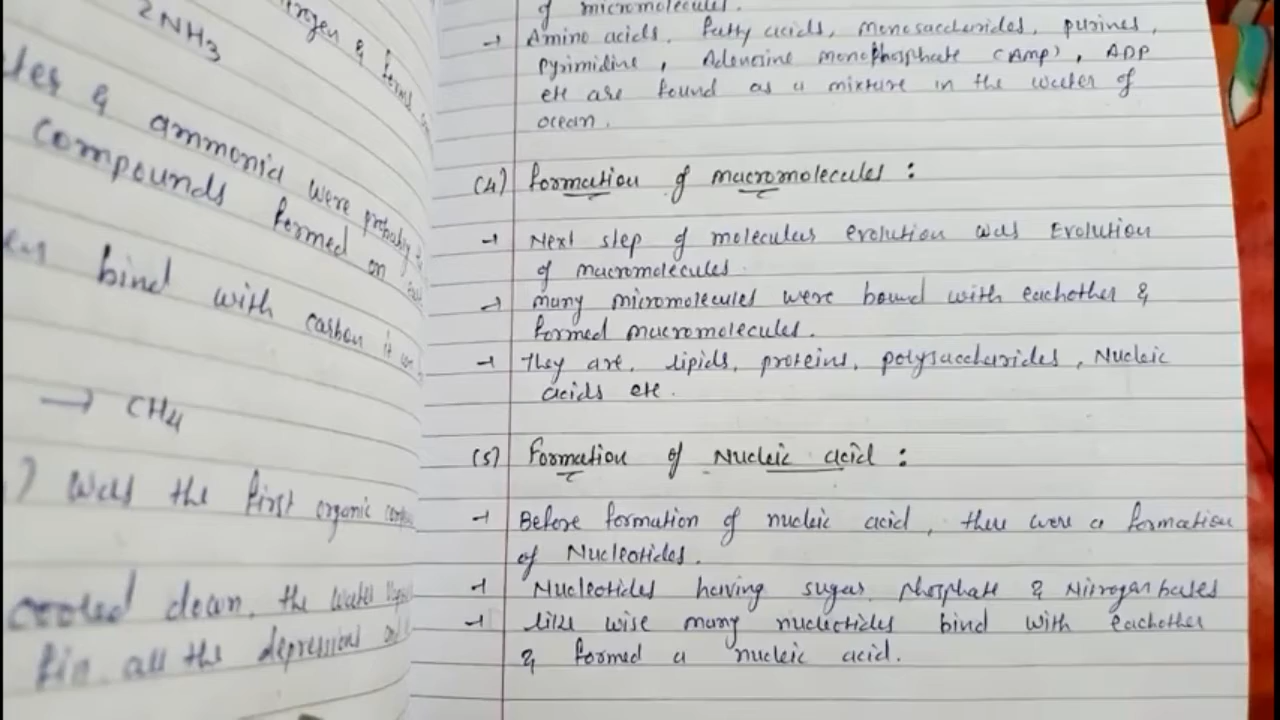 2NH3
& ammonia were
compounds formed on
bind with carbon it
→ CH4
) was the first organic
cooled down. the water
fin all the depressions
of micromolecules.
→ Amino acids, Fatty acids, monosaccharides, purines,
pyrimidine, Adenosine monophosphate (AMP), ADP
etc are found as a mixture in the water of
ocean.
(4) formation of macromolecules :
→ Next step of molecular evolution was Evolution
of macromolecules.
→ many micromolecules were bound with eachother &
formed macromolecules.
→ They are, lipids, proteins, polysaccharides, Nucleic
acids etc.
(5) Formation of Nucleic acid :
→ Before formation of nucleic acid, there were a formation
of Nucleotides.
→ Nucleotides having sugar, phosphate & Nitrogan bases
→ like wise many nucleotides bind with eachother
& formed a nucleic acid.